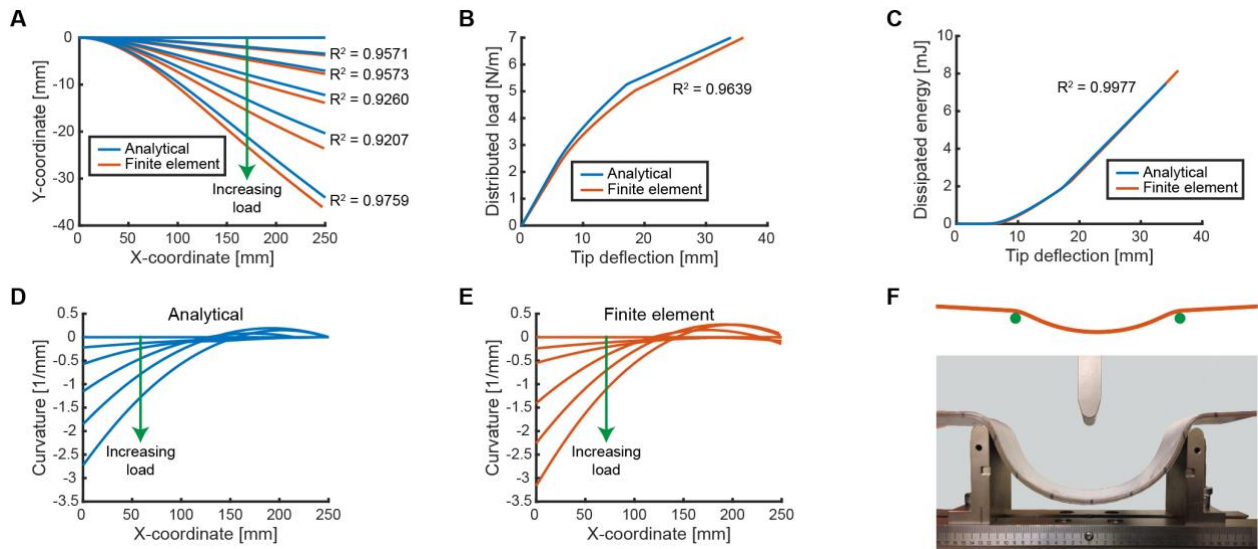 A
0
-10
-20
-30
-40
Y-coordinate [mm]
R² = 0.9571
R² = 0.9573
R² = 0.9260
R² = 0.9207
R² = 0.9759
Analytical
Finite element
Increasing
load
0 50 100 150 200 250
X-coordinate [mm]
B
7
6
5
4
3
2
1
0
Distributed load [N/m]
R² = 0.9639
Analytical
Finite element
0 10 20 30 40
Tip deflection [mm]
C
10
8
6
4
2
0
Dissipated energy [mJ]
R² = 0.9977
Analytical
Finite element
0 10 20 30 40
Tip deflection [mm]
D
Analytical
0.5
0
-0.5
-1
-1.5
-2
-2.5
-3
-3.5
Curvature [1/mm]
Increasing
load
0 50 100 150 200 250
X-coordinate [mm]
E
Finite element
0.5
0
-0.5
-1
-1.5
-2
-2.5
-3
-3.5
Curvature [1/mm]
Increasing
load
0 50 100 150 200 250
X-coordinate [mm]
F